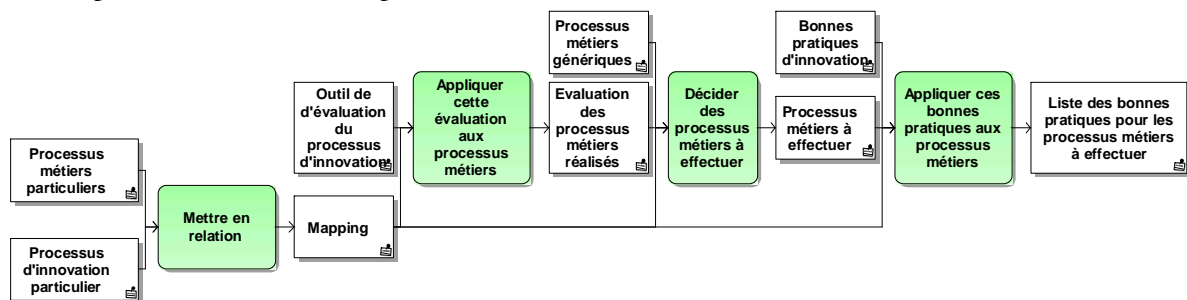 Processus
métiers
particuliers
Processus
d'innovation
particulier
Mettre en
relation
Outil de
d'évaluation
du
processus
d'innovation
Mapping
Appliquer
cette
évaluation
aux
processus
métiers
Processus
métiers
génériques
Evaluation
des
processus
métiers
réalisés
Décider
des
processus
métiers à
effectuer
Bonnes
pratiques
d'innovation
Processus
métiers à
effectuer
Appliquer ces
bonnes
pratiques aux
processus
métiers
Liste des bonnes
pratiques pour les
processus métiers
à effectuer